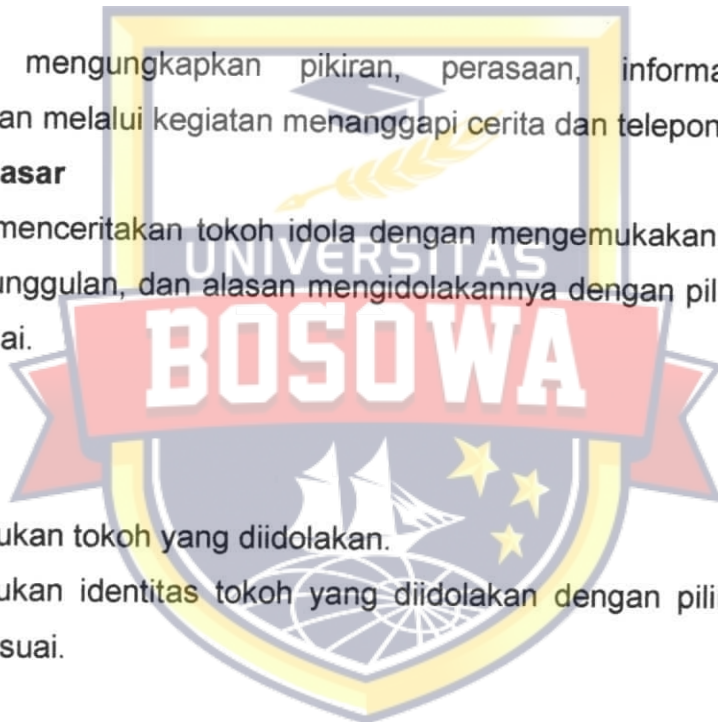 mengungkapkan pikiran, perasaan, informa
an melalui kegiatan menanggapi cerita dan telepon
asar
menceritakan tokoh idola dengan mengemukakan
unggulan, dan alasan mengidolakannya dengan pil
ai.
UNIVERSITAS
BOSOWA
ukan tokoh yang diidolakan.
ukan identitas tokoh yang diidolakan dengan pili
suai.